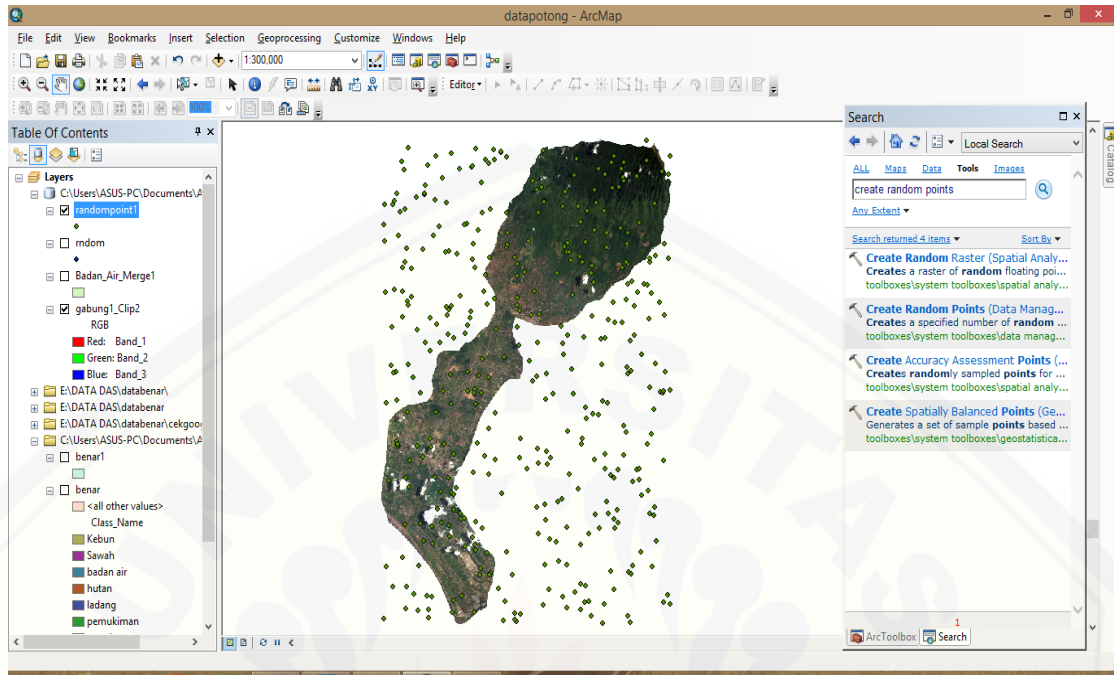 datapotong - ArcMap
File Edit View Bookmarks Insert Selection Geoprocessing Customize Windows Help
1:300,000
Editor
100%
Table Of Contents
Layers
C:\Users\ASUS-PC\Documents\A
randompoint1
rndom
Badan_Air_Merge1
gabung1_Clip2
RGB
Red: Band_1
Green: Band_2
Blue: Band_3
E:\DATA DAS\databenar\
E:\DATA DAS\databenar
E:\DATA DAS\databenar\cekgoo
C:\Users\ASUS-PC\Documents\A
benar1
benar
<all other values>
Class_Name
Kebun
Sawah
badan air
hutan
ladang
pemukiman
Search
Local Search
ALL Maps Data Tools Images
create random points
Any Extent
Search returned 4 items Sort By
Create Random Raster (Spatial Analy...
Creates a raster of random floating poi...
toolboxes\system toolboxes\spatial analy...
Create Random Points (Data Manag...
Creates a specified number of random ...
toolboxes\system toolboxes\data manag...
Create Accuracy Assessment Points (...
Creates randomly sampled points for ...
toolboxes\system toolboxes\spatial analy...
Create Spatially Balanced Points (Ge...
Generates a set of sample points based ...
toolboxes\system toolboxes\geostatistica...
1
ArcToolbox Search
Catalog
UNIVERSITAS